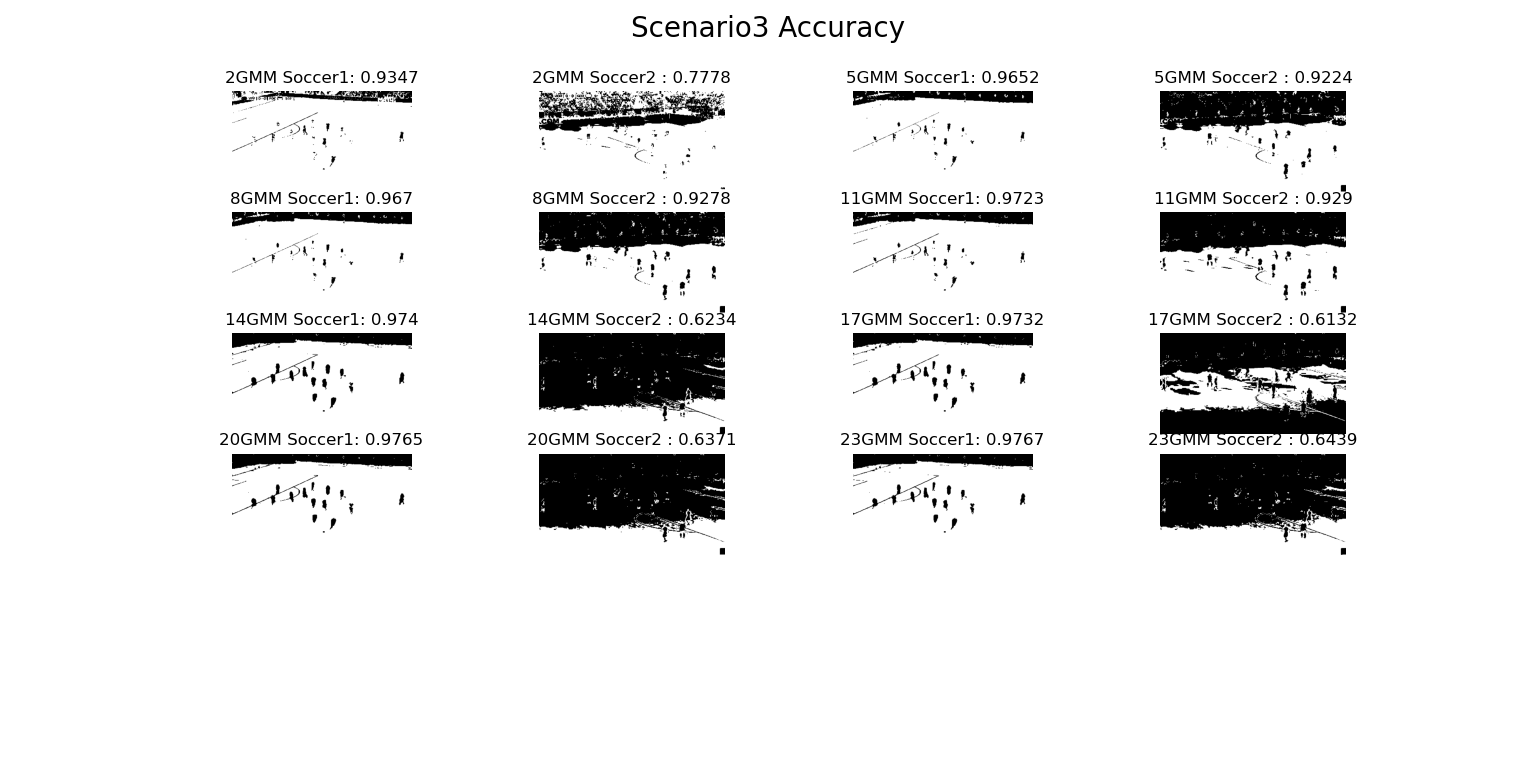 Scenario3 Accuracy
2GMM Soccer1: 0.9347
2GMM Soccer2 : 0.7778
5GMM Soccer1: 0.9652
5GMM Soccer2 : 0.9224
8GMM Soccer1: 0.967
8GMM Soccer2 : 0.9278
11GMM Soccer1: 0.9723
11GMM Soccer2 : 0.929
14GMM Soccer1: 0.974
14GMM Soccer2 : 0.6234
17GMM Soccer1: 0.9732
17GMM Soccer2 : 0.6132
20GMM Soccer1: 0.9765
20GMM Soccer2 : 0.6371
23GMM Soccer1: 0.9767
23GMM Soccer2 : 0.6439